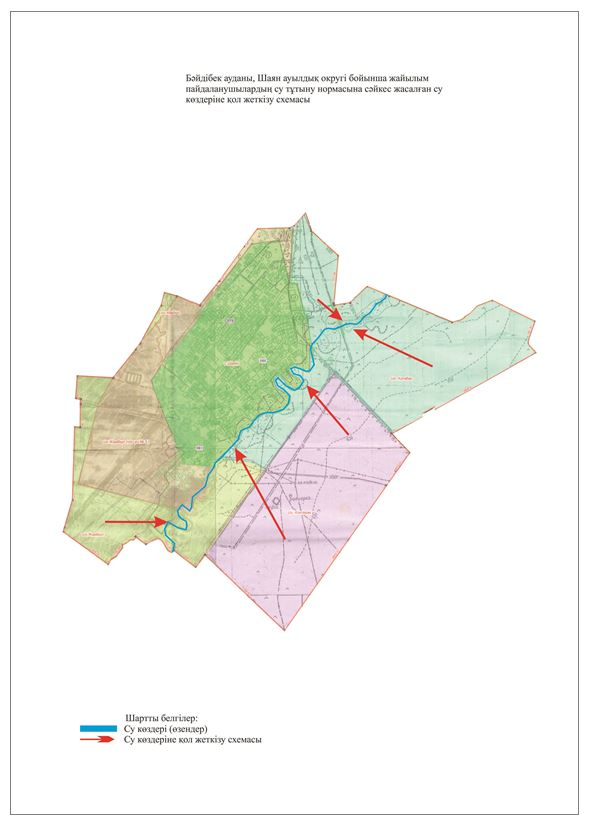 Бәйдібек ауданы, Шаян ауылдық округі бойынша жайылым
пайдаланушылардың су тұтыну нормасына сәйкес жасалған су
көздеріне қол жеткізу схемасы
Шартты белгілер:
Су көздері (өзендер)
Су көздеріне қол жеткізу схемасы